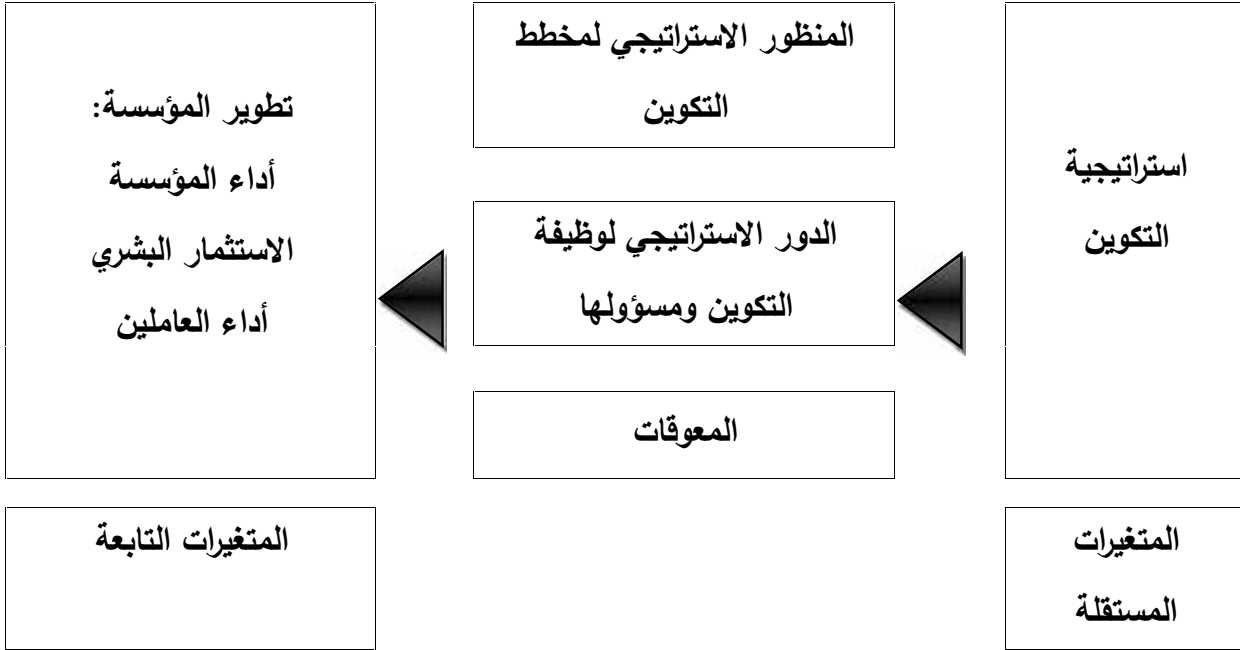 استراتيجية
التكوين
المنظور الاستراتيجي لمخطط
التكوين
الدور الاستراتيجي لوظيفة
التكوين ومسؤولها
المعوقات
تطوير المؤسسة:
أداء المؤسسة
الاستثمار البشري
أداء العاملين
المتغيرات
المستقلة
المتغيرات التابعة